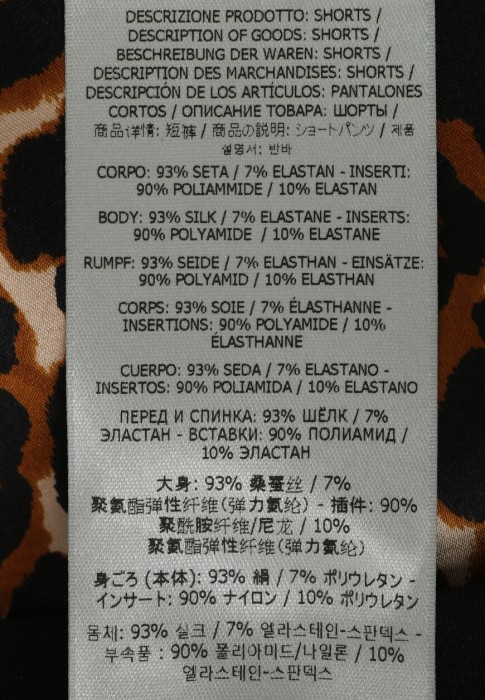 DESCRIZIONE PRODOTTO: SHORTS /
DESCRIPTION OF GOODS: SHORTS /
BESCHREIBUNG DER WAREN: SHORTS /
DESCRIPTION DES MARCHANDISES: SHORTS /
DESCRIPCIÓN DE LOS ARTÍCULOS: PANTALONES
CORTOS / ОПИСАНИЕ ТОВАРА: ШОРТЫ /
商品详情: 短裤 / 商品の説明: ショートパンツ / 제품
설명서: 반바
CORPO: 93% SETA / 7% ELASTAN - INSERTI:
90% POLIAMMIDE / 10% ELASTAN
BODY: 93% SILK / 7% ELASTANE - INSERTS:
90% POLYAMIDE / 10% ELASTANE
RUMPF: 93% SEIDE / 7% ELASTHAN - EINSÄTZE:
90% POLYAMID / 10% ELASTHAN
CORPS: 93% SOIE / 7% ÉLASTHANNE -
INSERTIONS: 90% POLYAMIDE / 10%
ÉLASTHANNE
CUERPO: 93% SEDA / 7% ELASTANO -
INSERTOS: 90% POLIAMIDA / 10% ELASTANO
ПЕРЕД И СПИНКА: 93% ШЁЛК / 7%
ЭЛАСТАН - ВСТАВКИ: 90% ПОЛИАМИД /
10% ЭЛАСТАН
大身: 93% 桑蚕丝 / 7%
聚氨酯弹性纤维(弹力氨纶) - 插件: 90%
聚酰胺纤维/尼龙 / 10%
聚氨酯弹性纤维(弹力氨纶)
身ごろ (本体): 93% 絹 / 7% ポリウレタン -
インサート: 90% ナイロン / 10% ポリウレタン
몸체: 93% 실크 / 7% 엘라스테인-스판덱스 -
부속품 : 90% 폴리아미드/나일론 / 10%
엘라스테인-스판덱스